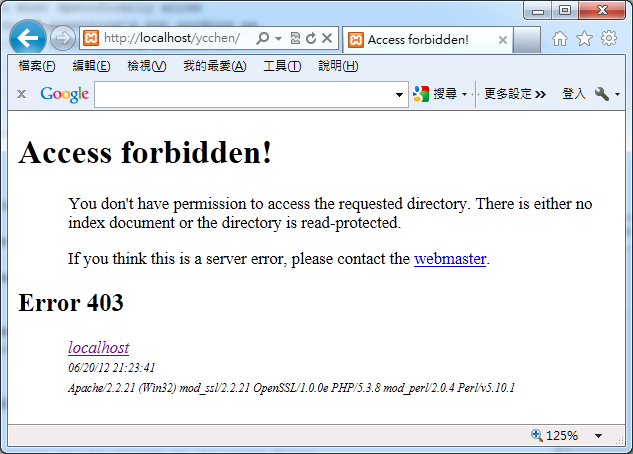 http://localhost/ycchen/
Access forbidden!
檔案(F) 編輯(E) 檢視(V) 我的最愛(A) 工具(T) 說明(H)
x Google 搜尋 更多設定 » 登入
Access forbidden!
You don't have permission to access the requested directory. There is either no
index document or the directory is read-protected.
If you think this is a server error, please contact the webmaster.
Error 403
localhost
06/20/12 21:23:41
Apache/2.2.21 (Win32) mod_ssl/2.2.21 OpenSSL/1.0.0e PHP/5.3.8 mod_perl/2.0.4 Perl/v5.10.1
125%